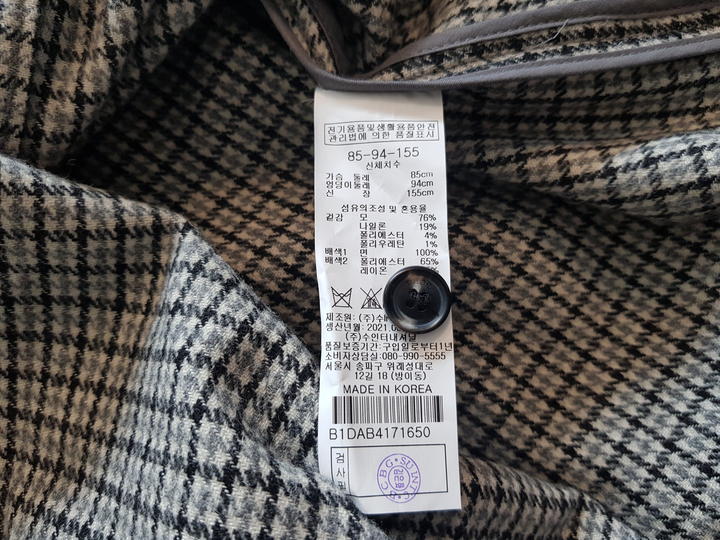 전기용품및생활용품안전
관리법에 의한 품질표시
85-94-155
신체치수
가슴 둘레 85cm
엉덩이둘레 94cm
신 장 155cm
섬유의조성 및 혼용율
겉감 모 76%
나일론 19%
폴리에스터 4%
폴리우레탄 1%
배색1 면 100%
배색2 폴리에스터 65%
레이온
제조원: (주)수
생산년월: 2021.
(주)수인터내셔널
품질보증기간: 구입일로부터1년
소비자상담실: 080-990-5555
서울시 송파구 위례성대로
12길 18 (방이동)
MADE IN KOREA
B1DAB4171650
검
사